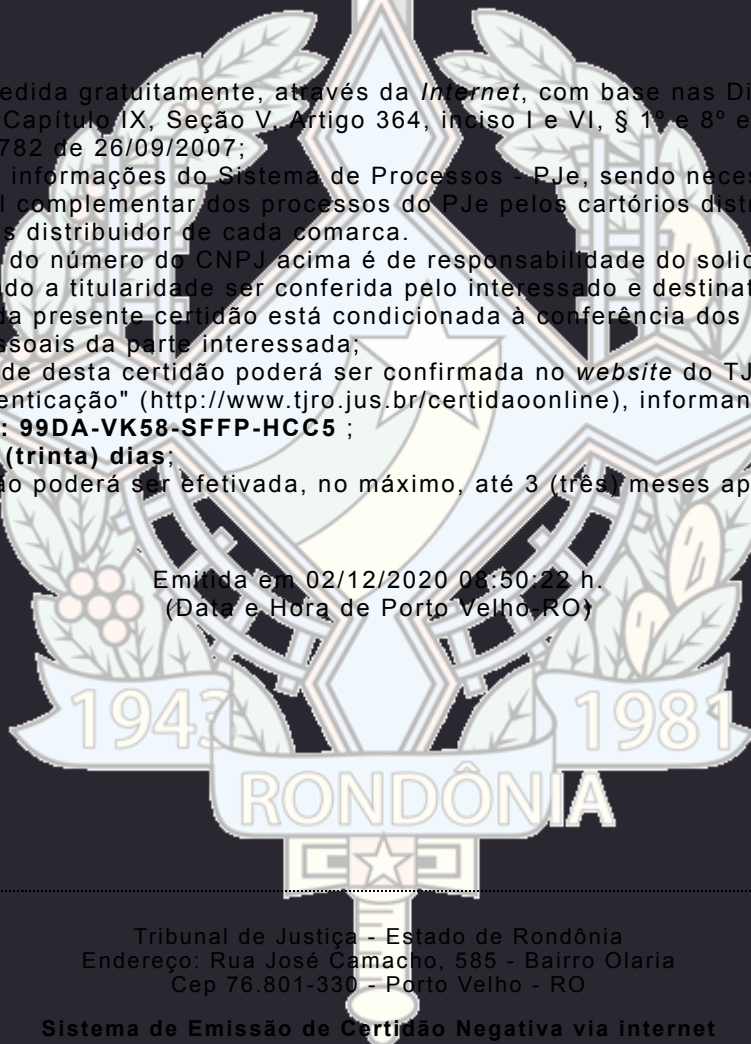 edida gratuitamente, através da Internet, com base nas Di
Capítulo IX, Seção V, Artigo 364, inciso I e VI, § 1º e 8º e
782 de 26/09/2007;
informações do Sistema de Processos - PJe, sendo neces
l complementar dos processos do PJe pelos cartórios distr
s distribuidor de cada comarca.
do número do CNPJ acima é de responsabilidade do solic
do a titularidade ser conferida pelo interessado e destinat
da presente certidão está condicionada à conferência dos
ssoais da parte interessada;
de desta certidão poderá ser confirmada no website do TJ
enticação" (http://www.tjro.jus.br/certidaoonline), informan
: 99DA-VK58-SFFP-HCC5 ;
(trinta) dias;
ão poderá ser efetivada, no máximo, até 3 (três) meses ap
Emitida em 02/12/2020 08:50:22 h.
(Data e Hora de Porto Velho-RO)
1943 1981
RONDÔNIA
Tribunal de Justiça - Estado de Rondônia
Endereço: Rua José Camacho, 585 - Bairro Olaria
Cep 76.801-330 - Porto Velho - RO
Sistema de Emissão de Certidão Negativa via internet